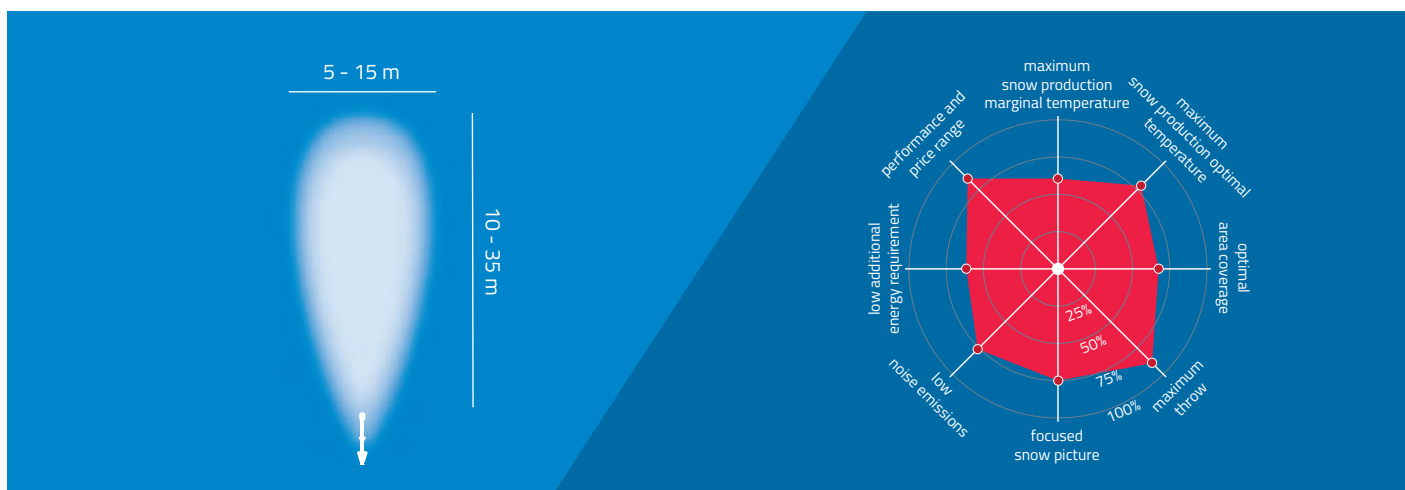 5 - 15 m
10 - 35 m
maximum
snow production
marginal temperature
maximum
snow production optimal
temperature
optimal
area coverage
maximum
throw
focused
snow picture
low
noise emissions
low additional
energy requirement
performance and
price range
25%
50%
75%
100%